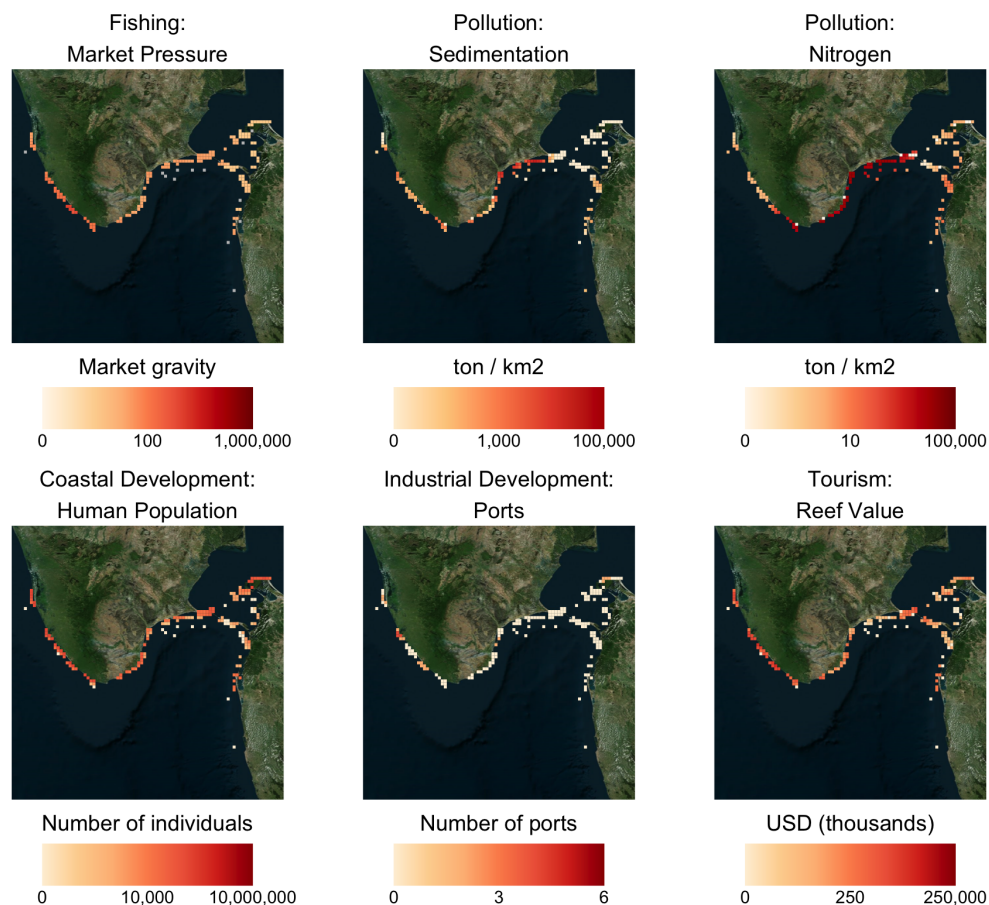 Fishing:
Market Pressure
Pollution:
Sedimentation
Pollution:
Nitrogen
Market gravity
0 100 1,000,000
ton / km2
0 1,000 100,000
ton / km2
0 10 100,000
Coastal Development:
Human Population
Industrial Development:
Ports
Tourism:
Reef Value
Number of individuals
0 10,000 10,000,000
Number of ports
0 3 6
USD (thousands)
0 250 250,000